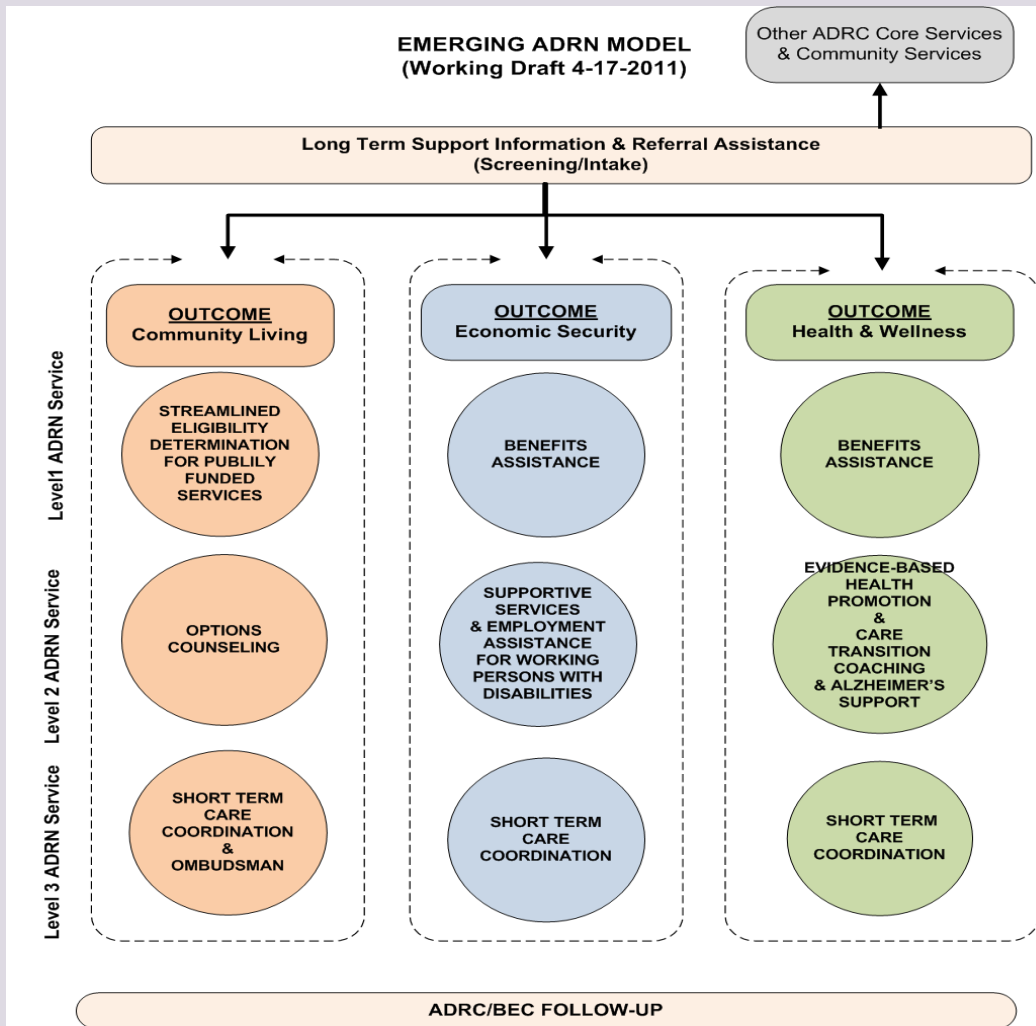 EMERGING ADRN MODEL
(Working Draft 4-17-2011)
Other ADRC Core Services
& Community Services
Long Term Support Information & Referral Assistance
(Screening/Intake)
OUTCOME
Community Living
OUTCOME
Economic Security
OUTCOME
Health & Wellness
Level1 ADRN Service
STREAMLINED
ELIGIBILITY
DETERMINATION
FOR PUBLILY
FUNDED
SERVICES
BENEFITS
ASSISTANCE
BENEFITS
ASSISTANCE
Level 2 ADRN Service
OPTIONS
COUNSELING
SUPPORTIVE
SERVICES
& EMPLOYMENT
ASSISTANCE
FOR WORKING
PERSONS WITH
DISABILITIES
EVIDENCE-BASED
HEALTH
PROMOTION
&
CARE
TRANSITION
COACHING
& ALZHEIMER'S
SUPPORT
Level 3 ADRN Service
SHORT TERM
CARE
COORDINATION
&
OMBUDSMAN
SHORT TERM
CARE
COORDINATION
SHORT TERM
CARE
COORDINATION
ADRC/BEC FOLLOW-UP